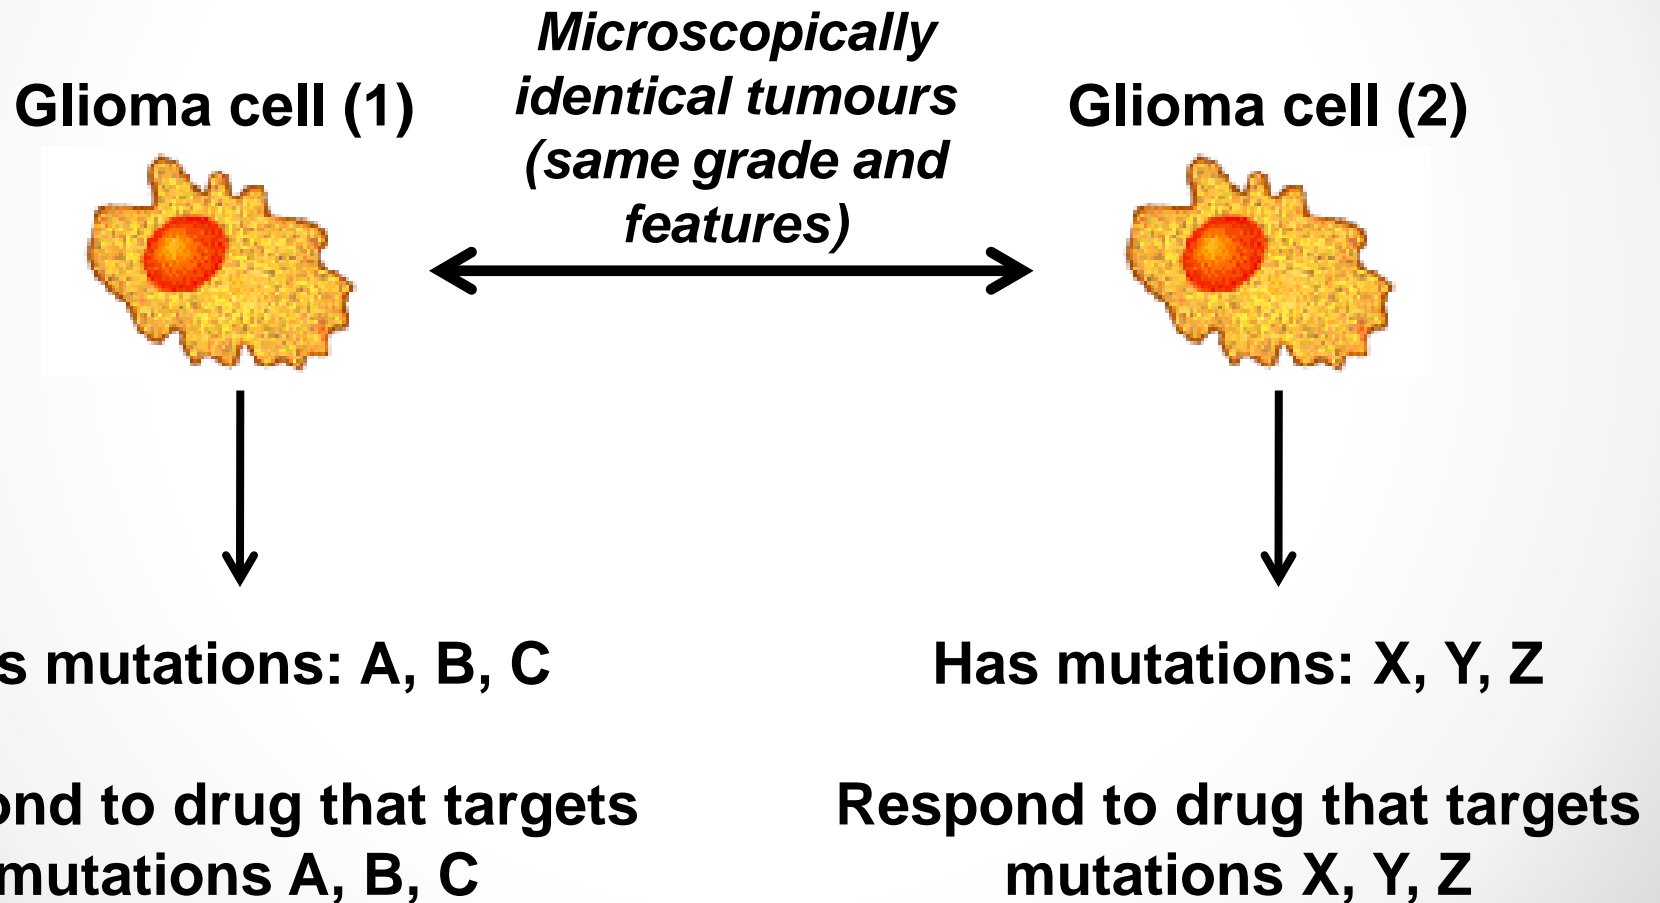 Microscopically
identical tumours
(same grade and
features)
Glioma cell (1)
Glioma cell (2)
s mutations: A, B, C
Has mutations: X, Y, Z
ond to drug that targets
mutations A, B, C
Respond to drug that targets
mutations X, Y, Z